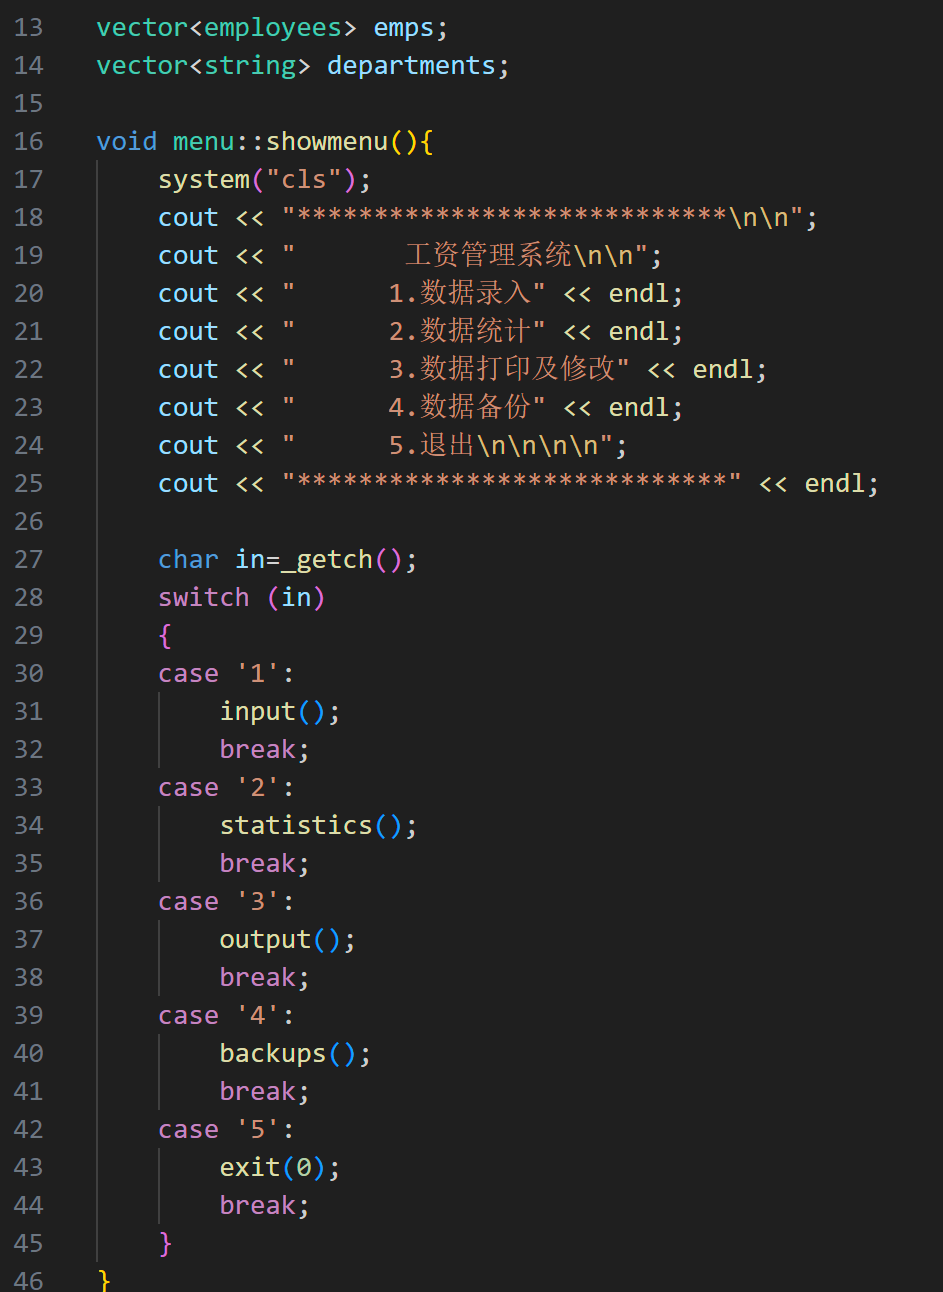 13 vector<employees> emps;
14 vector<string> departments;
15
16 void menu::showmenu(){
17     system("cls");
18     cout << "****************************\n\n";
19     cout << "       工资管理系统\n\n";
20     cout << "      1.数据录入" << endl;
21     cout << "      2.数据统计" << endl;
22     cout << "      3.数据打印及修改" << endl;
23     cout << "      4.数据备份" << endl;
24     cout << "      5.退出\n\n\n\n";
25     cout << "****************************" << endl;
26
27     char in=_getch();
28     switch (in)
29     {
30     case '1':
31         input();
32         break;
33     case '2':
34         statistics();
35         break;
36     case '3':
37         output();
38         break;
39     case '4':
40         backups();
41         break;
42     case '5':
43         exit(0);
44         break;
45     }
46 }